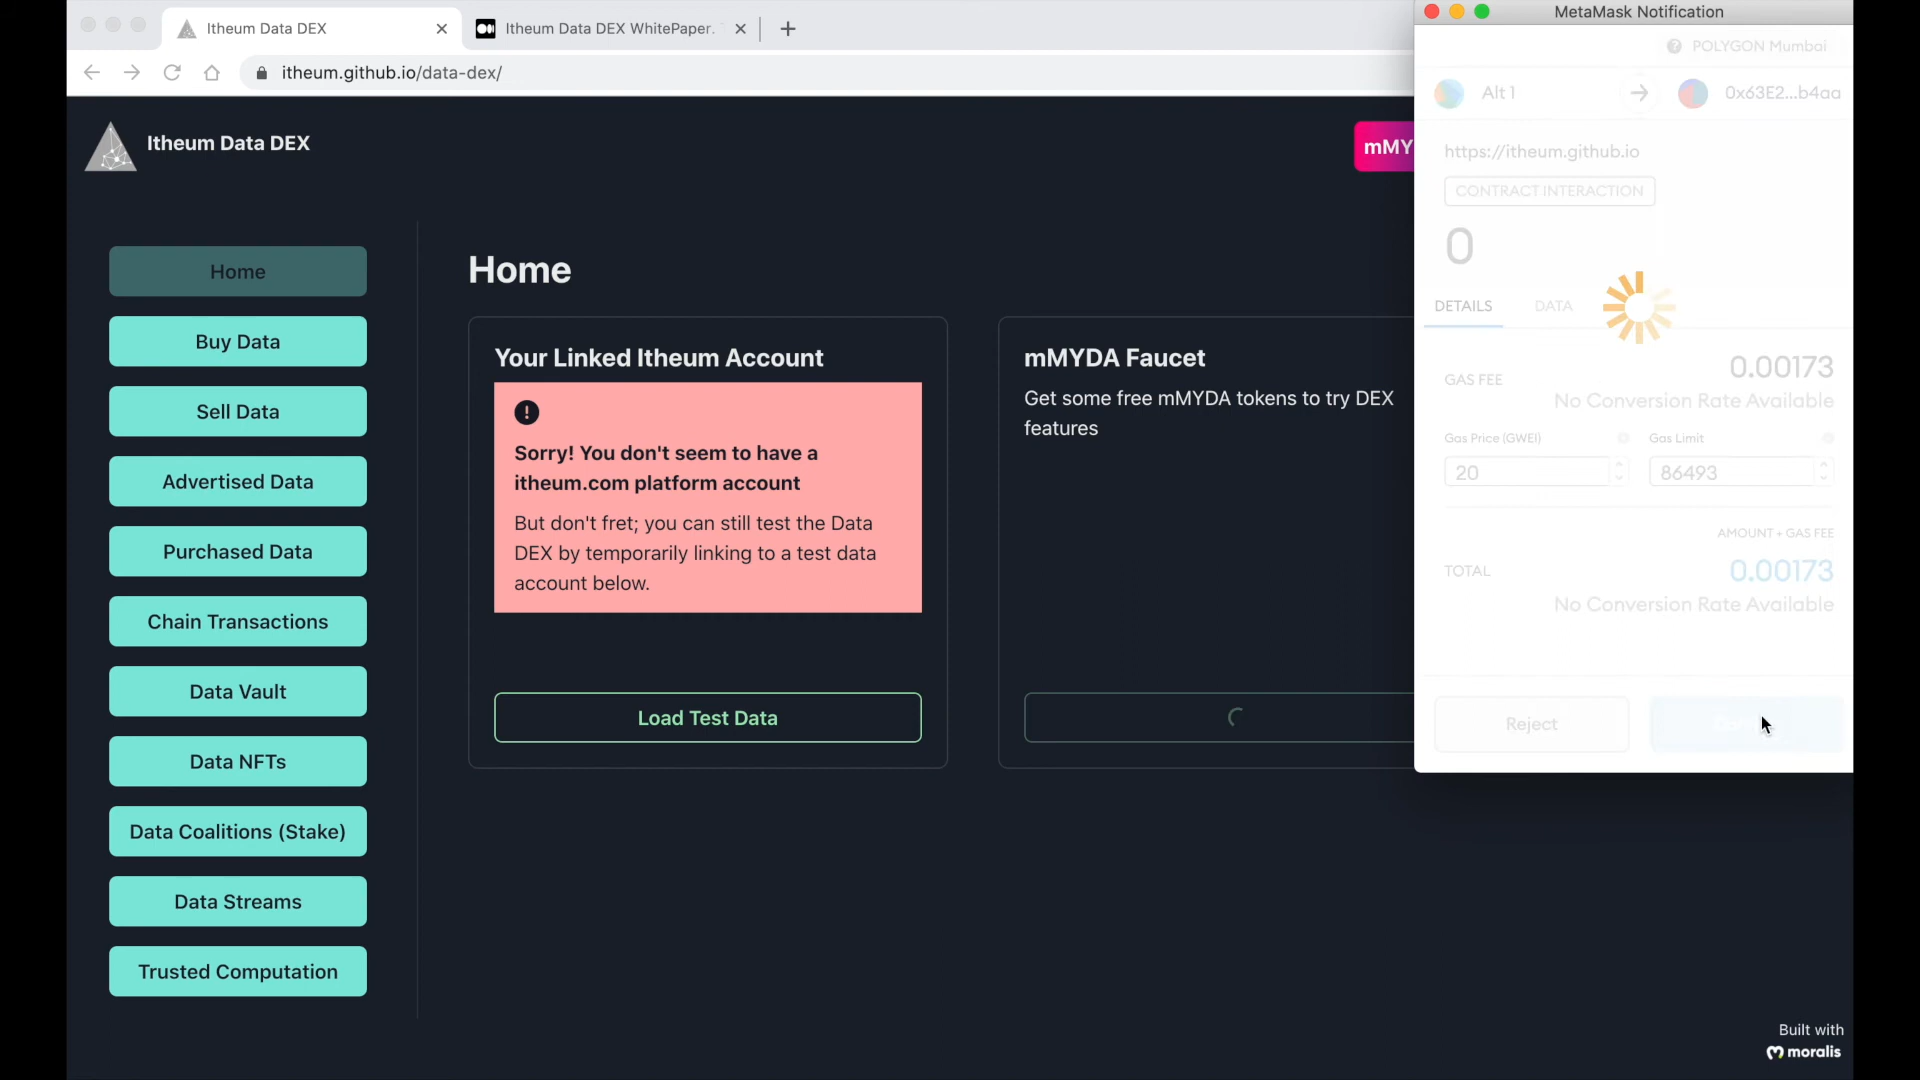 Itheum Data DEX
Itheum Data DEX WhitePaper.
itheum.github.io/data-dex/
Itheum Data DEX
mMY
Home
Buy Data
Sell Data
Advertised Data
Purchased Data
Chain Transactions
Data Vault
Data NFTs
Data Coalitions (Stake)
Data Streams
Trusted Computation
Home
Your Linked Itheum Account
Sorry! You don't seem to have a
itheum.com platform account
But don't fret; you can still test the Data
DEX by temporarily linking to a test data
account below.
Load Test Data
mMYDA Faucet
Get some free mMYDA tokens to try DEX
features
MetaMask Notification
POLYGON Mumbai
Alt 1
0x63E2...b4aa
https://itheum.github.io
CONTRACT INTERACTION
0
DETAILS DATA
GAS FEE
0.00173
No Conversion Rate Available
Gas Price (GWEI) Gas Limit
20 86493
AMOUNT + GAS FEE
TOTAL
0.00173
No Conversion Rate Available
Reject
Built with
moralis